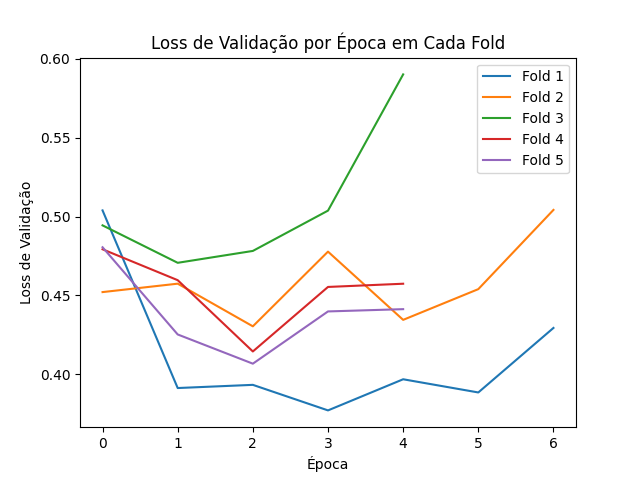 Loss de Validação por Época em Cada Fold
Loss de Validação
0.60
0.55
0.50
0.45
0.40
Fold 1
Fold 2
Fold 3
Fold 4
Fold 5
0 1 2 3 4 5 6
Época